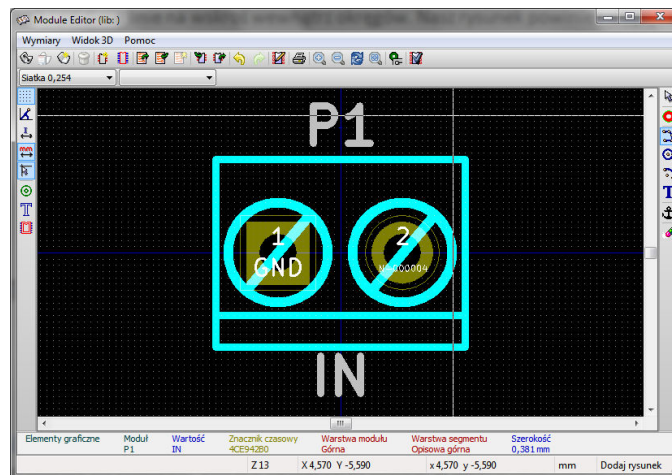 Module Editor (lib: )
Wymiary Widok 3D Pomoc
Siatka 0,254
P1
1
GND
2
N-000004
IN
Elementy graficzne Moduł Wartość Znacznik czasowy Warstwa modułu Warstwa segmentu Szerokość
P1 IN 4CE942B0 Górna Opisowa górna 0,381 mm
Z 13 X 4,570 Y -5,590 x 4,570 y -5,590 mm Dodaj rysunek